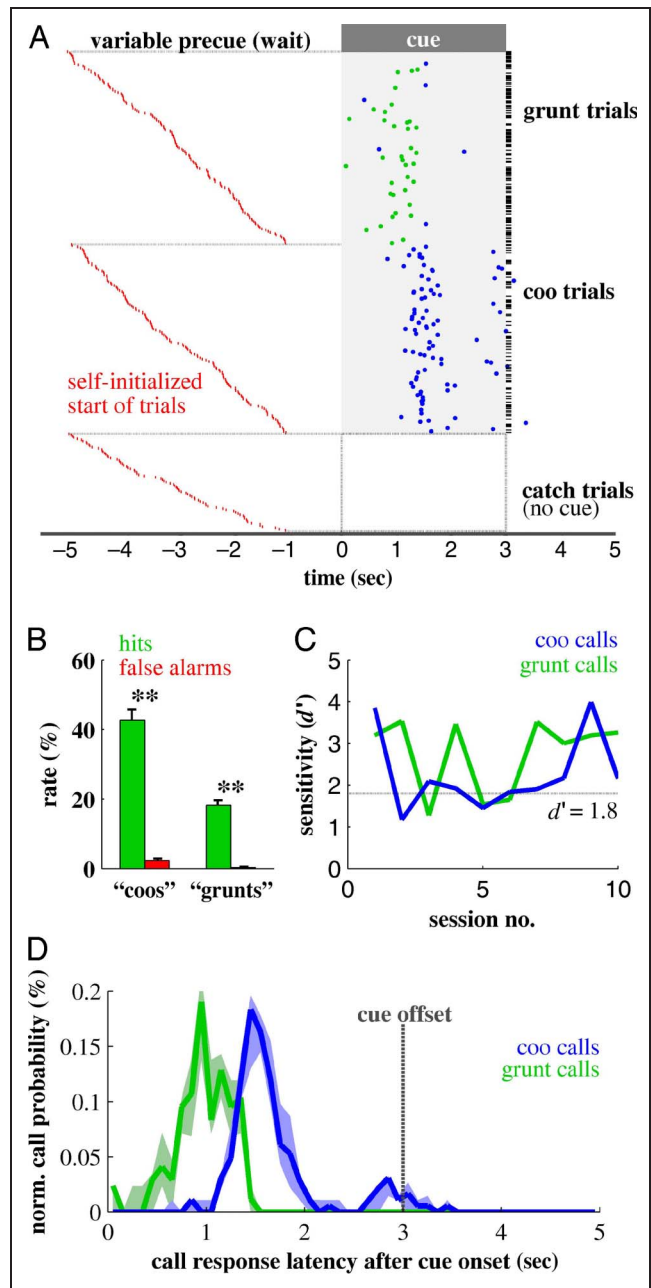 A
variable precue (wait)
cue
grunt trials
coo trials
self-initialized
start of trials
catch trials
(no cue)
−5 −4 −3 −2 −1 0 1 2 3 4 5
time (sec)
B
hits
false alarms
60
40
20
0
rate (%)
** **
“coos” “grunts”
C
coo calls
grunt calls
5
4
3
2
1
sensitivity (d')
d' = 1.8
0 5 10
session no.
D
0.2
0.15
0.1
0.05
0
norm. call probability (%)
cue offset
coo calls
grunt calls
0 1 2 3 4 5
call response latency after cue onset (sec)